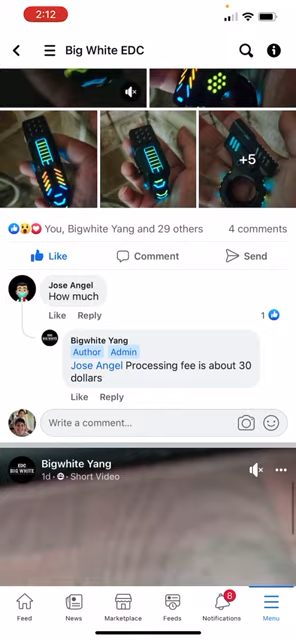 2:12
Big White EDC
+5
You, Bigwhite Yang and 29 others
4 comments
Like
Comment
Send
Jose Angel
How much
Like Reply
1
Bigwhite Yang
Author Admin
Jose Angel Processing fee is about 30
dollars
Like Reply
Write a comment...
EDC
BIG WHITE
Bigwhite Yang
1d · Short Video
8
Feed
News
Marketplace
Feeds
Notifications
Menu